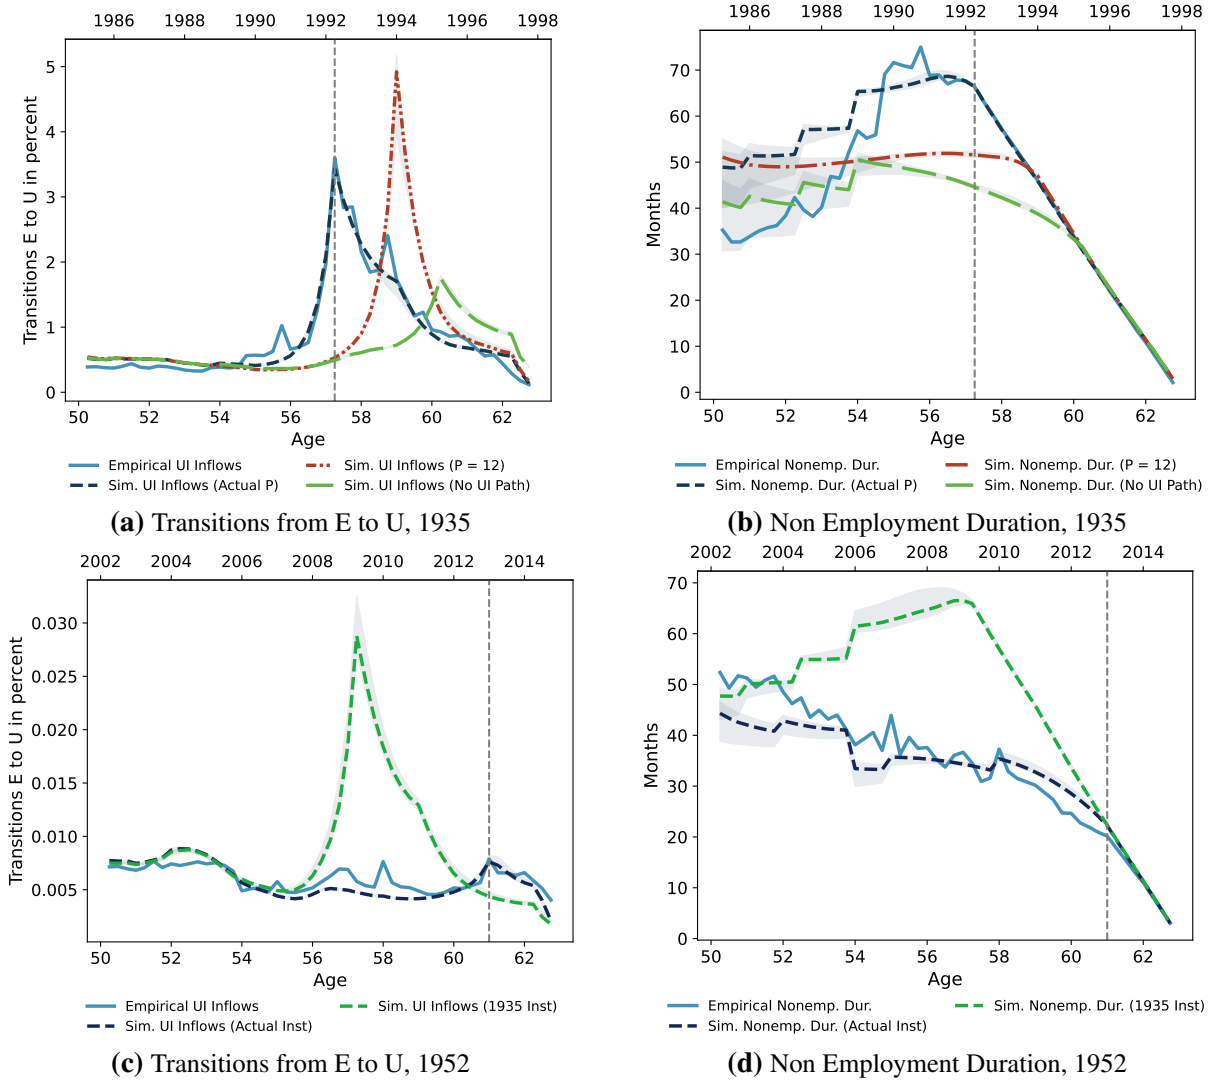 1986 1988 1990 1992 1994 1996 1998
5
4
3
2
1
0
Transitions E to U in percent
50 52 54 56 58 60 62
Age
Empirical UI Inflows
Sim. UI Inflows (Actual P)
Sim. UI Inflows (P = 12)
Sim. UI Inflows (No UI Path)
(a) Transitions from E to U, 1935
1986 1988 1990 1992 1994 1996 1998
70
60
50
40
30
20
10
0
Months
50 52 54 56 58 60 62
Age
Empirical Nonemp. Dur.
Sim. Nonemp. Dur. (Actual P)
Sim. Nonemp. Dur. (P = 12)
Sim. Nonemp. Dur. (No UI Path)
(b) Non Employment Duration, 1935
2002 2004 2006 2008 2010 2012 2014
0.030
0.025
0.020
0.015
0.010
0.005
Transitions E to U in percent
50 52 54 56 58 60 62
Age
Empirical UI Inflows
Sim. UI Inflows (Actual Inst)
Sim. UI Inflows (1935 Inst)
(c) Transitions from E to U, 1952
2002 2004 2006 2008 2010 2012 2014
70
60
50
40
30
20
10
0
Months
50 52 54 56 58 60 62
Age
Empirical Nonemp. Dur.
Sim. Nonemp. Dur. (Actual Inst)
Sim. Nonemp. Dur. (1935 Inst)
(d) Non Employment Duration, 1952